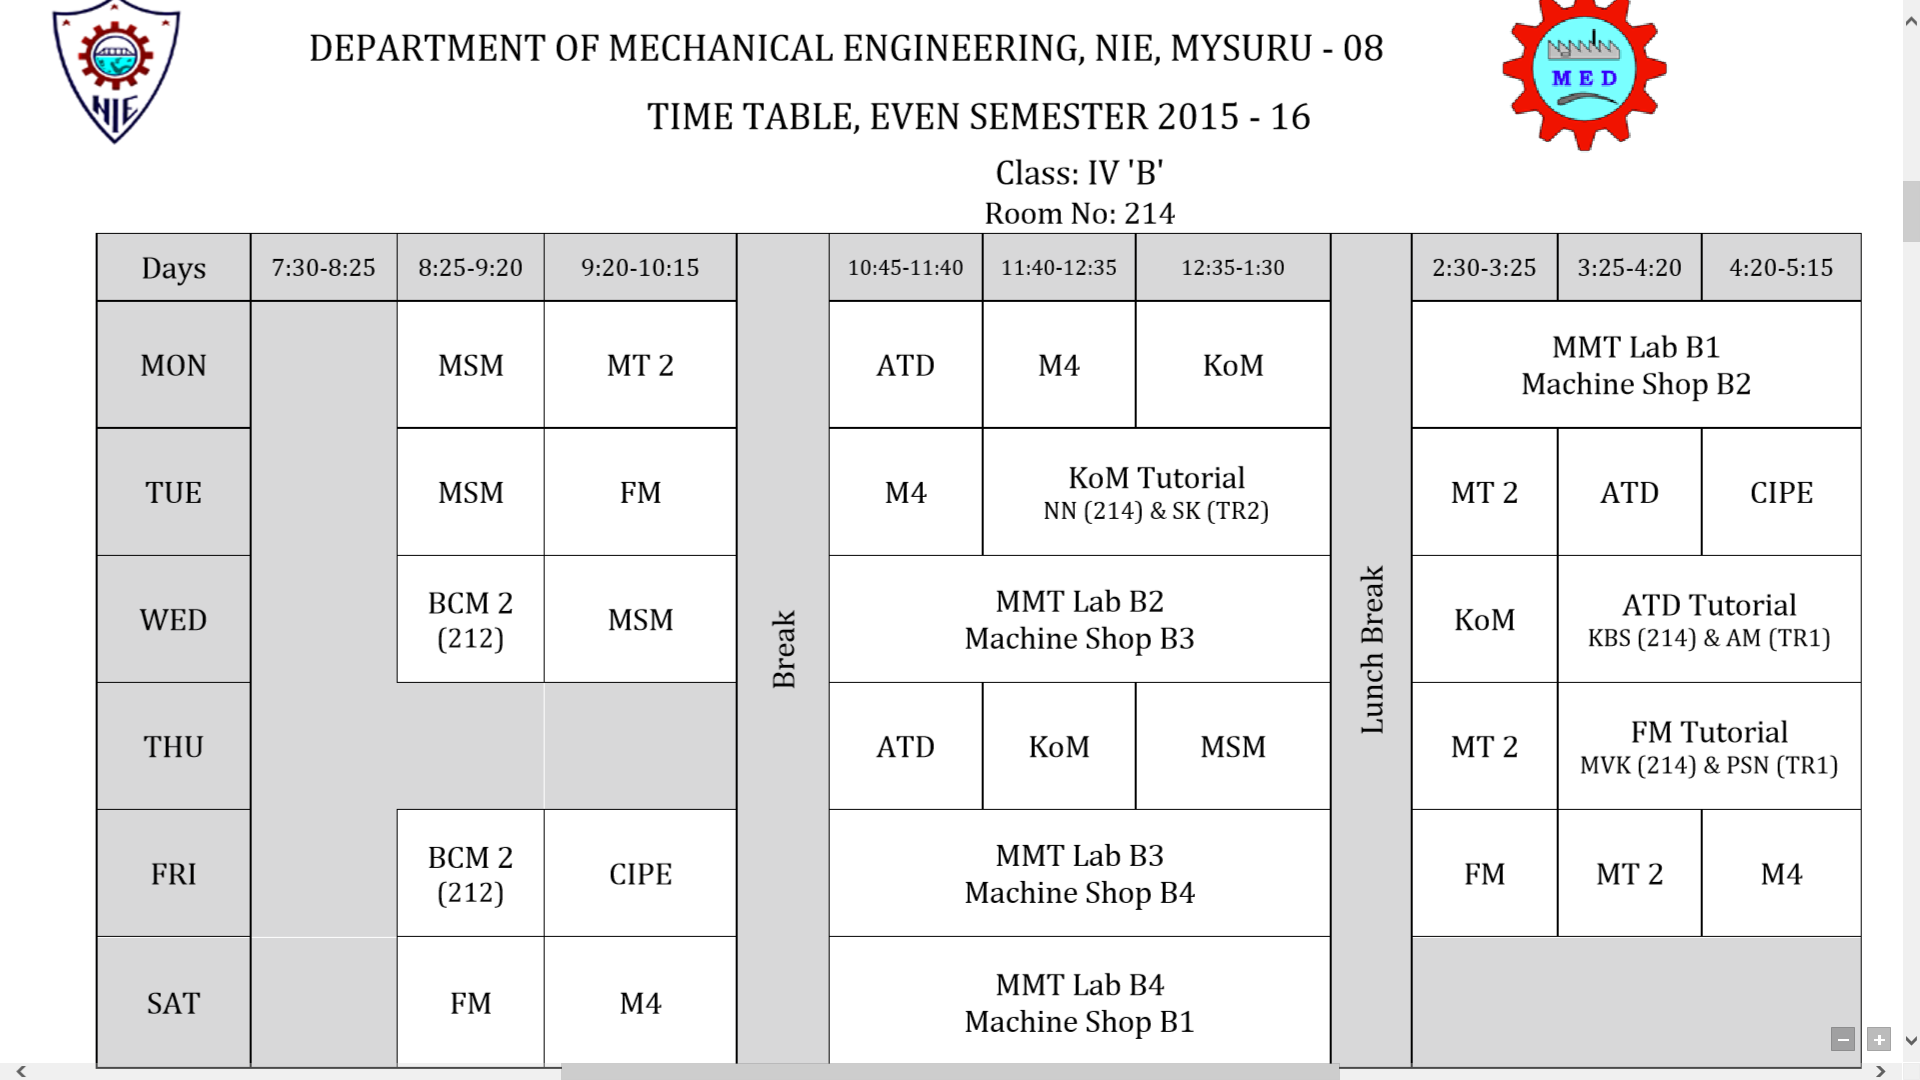 NIE
DEPARTMENT OF MECHANICAL ENGINEERING, NIE, MYSURU - 08
MED
TIME TABLE, EVEN SEMESTER 2015 - 16
Class: IV 'B'
Room No: 214
Days 7:30-8:25 8:25-9:20 9:20-10:15 10:45-11:40 11:40-12:35 12:35-1:30 2:30-3:25 3:25-4:20 4:20-5:15
Break
Lunch Break
MON MSM MT 2 ATD M4 KoM MMT Lab B1
Machine Shop B2
TUE MSM FM M4 KoM Tutorial
NN (214) & SK (TR2)
MT 2 ATD CIPE
WED BCM 2
(212)
MSM MMT Lab B2
Machine Shop B3
KoM ATD Tutorial
KBS (214) & AM (TR1)
THU ATD KoM MSM MT 2 FM Tutorial
MVK (214) & PSN (TR1)
FRI BCM 2
(212)
CIPE MMT Lab B3
Machine Shop B4
FM MT 2 M4
SAT FM M4 MMT Lab B4
Machine Shop B1